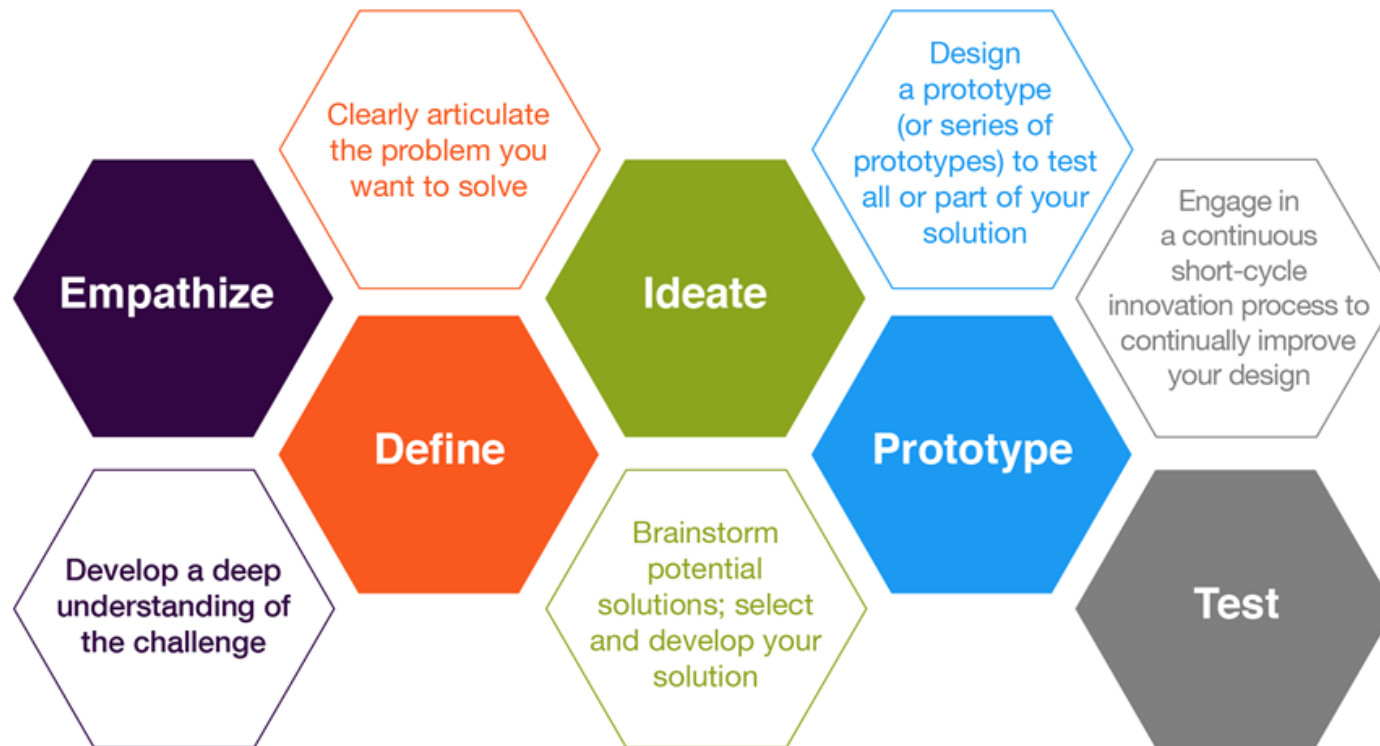 Empathize
Develop a deep
understanding of
the challenge
Clearly articulate
the problem you
want to solve
Define
Ideate
Brainstorm
potential
solutions; select
and develop your
solution
Design
a prototype
(or series of
prototypes) to test
all or part of your
solution
Prototype
Engage in
a continuous
short-cycle
innovation process to
continually improve
your design
Test